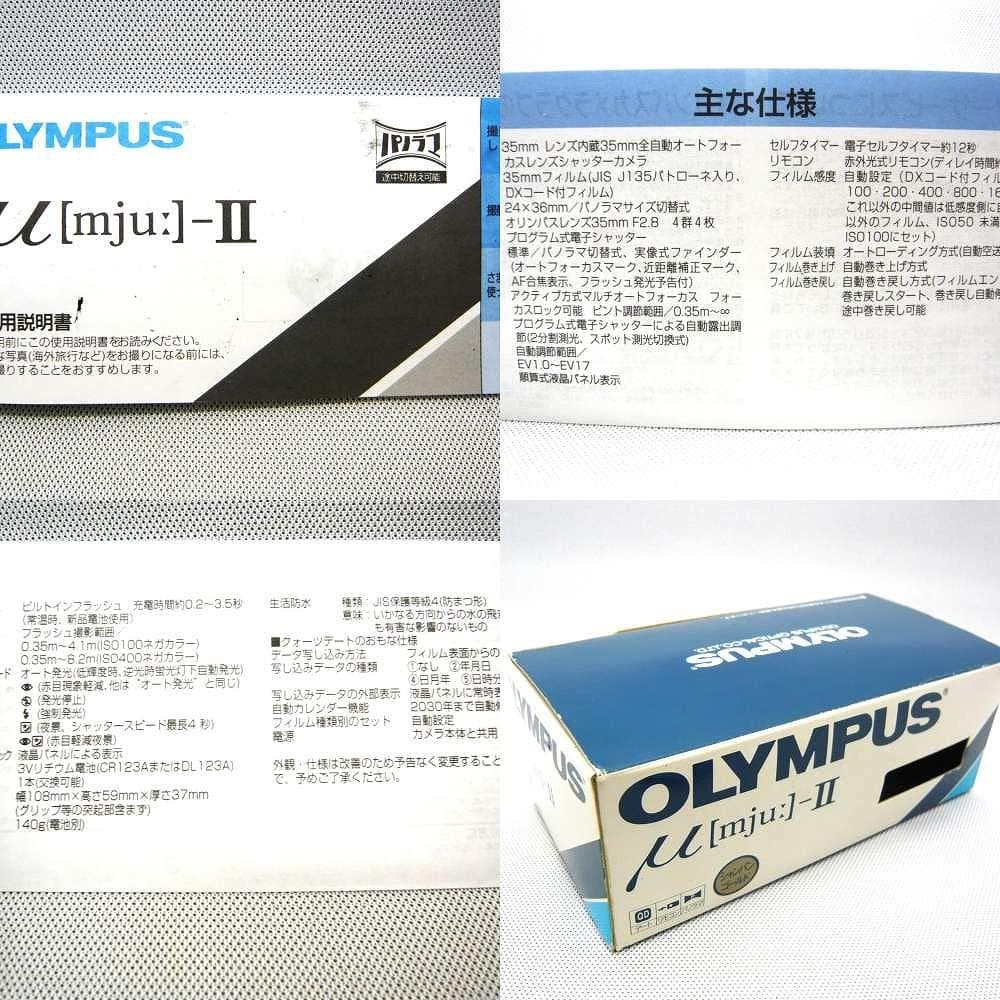 OLYMPUS
パノラマ
途中切替え可能
μ[mju:]-II
用説明書
用前にこの使用説明書をお読みください。
な写真(海外旅行など)をお撮りになる前には、
撮りすることをおすすめします。
主な仕様
35mm レンズ内蔵35mm全自動オートフォー
カスレンズシャッターカメラ
35mmフィルム(JIS J135パトローネ入り、
DXコード付フィルム)
24×36mm/パノラマサイズ切替式
オリンパスレンズ35mm F2.8 4群4枚
プログラム式電子シャッター
標準/パノラマ切替式、実像式ファインダー
(オートフォーカスマーク、近距離補正マーク、
AF合焦表示、フラッシュ発光予告付)
アクティブ方式マルチオートフォーカス フォー
カスロック可能 ピント調節範囲/0.35m~∞
プログラム式電子シャッターによる自動露出調
節(2分割測光、スポット測光切換式)
自動調節範囲/
EV1.0~EV17
順算式液晶パネル表示
セルフタイマー 電子セルフタイマー約12秒
リモコン 赤外光式リモコン(ディレイ時間約
フィルム感度 自動設定(DXコード付フィル
100・200・400・800・16
これ以外の中間値は低感度側に自
以外のフィルム、ISO50 未満
ISO100にセット)
フィルム装填 オートローディング方式(自動空送
フィルム巻き上げ 自動巻き上げ方式
フィルム巻き戻し 自動巻き戻し方式(フィルムエン
巻き戻しスタート、巻き戻し自動停
途中巻き戻し可能
ビルトインフラッシュ 充電時間約0.2~3.5秒
(常温時、新品電池使用)
フラッシュ撮影範囲/
0.35m~4.1m(ISO100ネガカラー)
0.35m~8.2m(ISO400ネガカラー)
ード オート発光(低輝度時、逆光時蛍光灯下自動発光)
(赤目現象軽減、他は"オート発光"と同じ)
(発光停止)
(強制発光)
(夜景、シャッタースピード最長4秒)
(赤目軽減夜景)
ック 液晶パネルによる表示
3Vリチウム電池(CR123AまたはDL123A)
1本(交換可能)
幅108mm×高さ59mm×厚さ37mm
(グリップ等の突起部含まず)
140g(電池別)
生活防水 種類:JIS保護等級4(防まつ形)
意味:いかなる方向からの水の飛
も有害な影響のないもの
■クォーツデートのおもな仕様
データ写し込み方法 フィルム表面からの
写し込みデータの種類 ①なし ②年月日
④日月年 ⑤日時分
写し込みデータの外部表示 液晶パネルに常時表
自動カレンダー機能 2030年まで自動修
フィルム種類別のセット 自動設定
電源 カメラ本体と共用
外観・仕様は改善のため予告なく変更すること
で、予めご了承ください。
OLYMPUS
OLYMPUS OPTICAL CO.,LTD.
OLYMPUS
μ[mju:]-II
シャンパン
ゴールド
QD
デート
リモコン
パノラマ